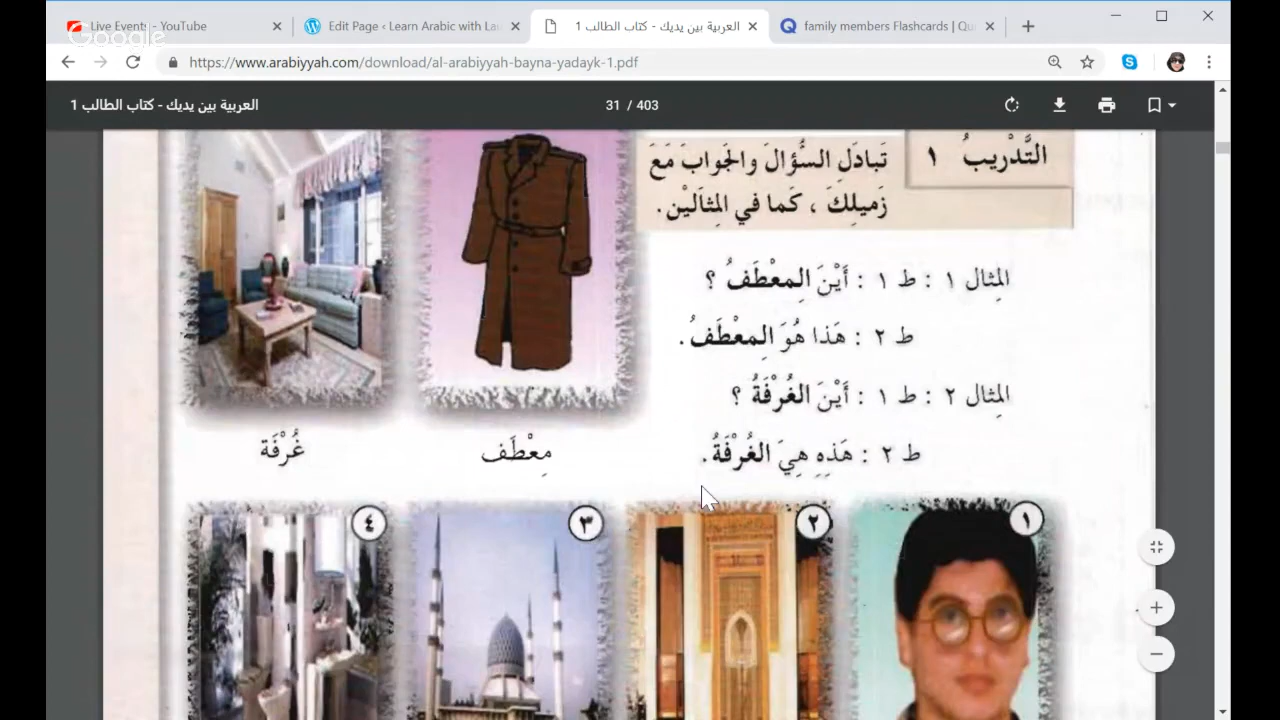 Live Events - YouTube
Google
Edit Page ‹ Learn Arabic with La
العربية بين يديك - كتاب الطالب 1
family members Flashcards | Qu
https://www.arabiyyah.com/download/al-arabiyyah-bayna-yadayk-1.pdf
العربية بين يديك - كتاب الطالب 1
31 / 403
التَّدْرِيبُ ١
تَبادَلِ السُّؤالَ والجَوابَ مَعَ
زَميلِكَ ، كَما في المِثالَيْن .
المِثال ١ : ط ١ : أَيْنَ المِعْطَفُ ؟
ط ٢ : هَذا هُوَ المِعْطَفُ .
المِثال ٢ : ط ١ : أَيْنَ الغُرْفَةُ ؟
ط ٢ : هَذِهِ هِيَ الغُرْفَةُ .
مِعْطَف
غُرْفَة
١
٢
٣
٤